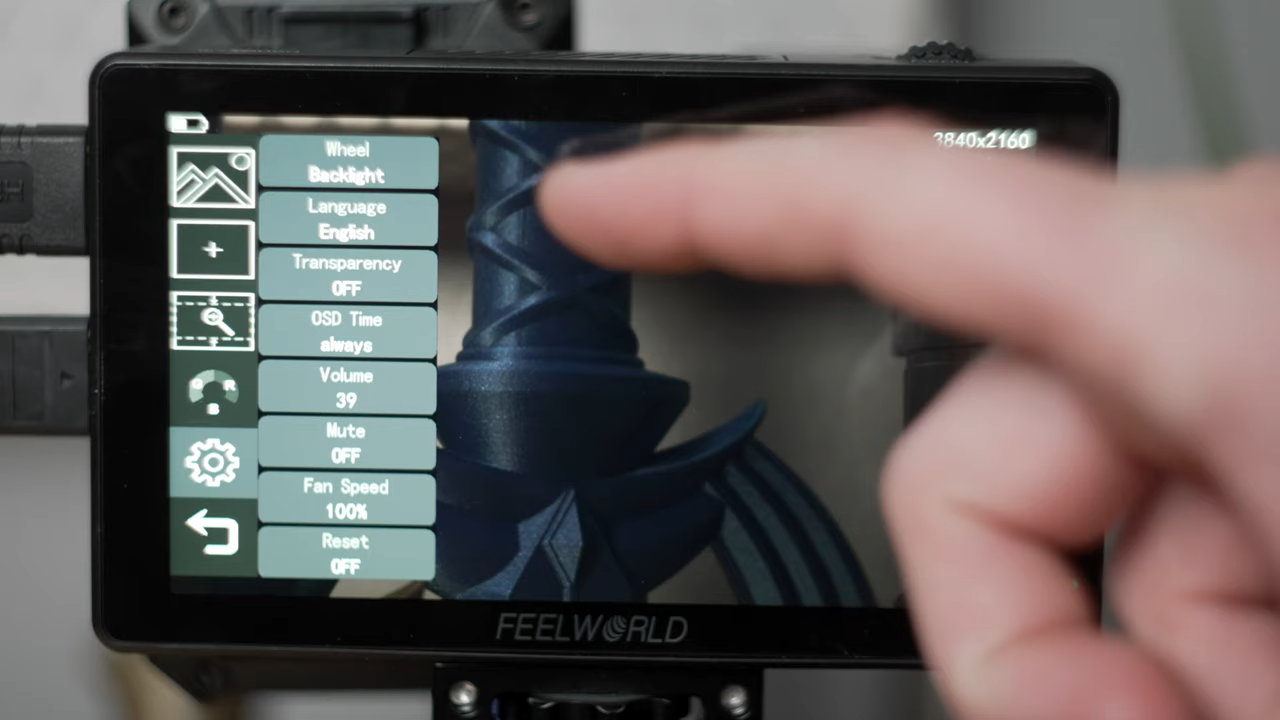 3840x2160
Wheel
Backlight
Language
English
Transparency
OFF
OSD Time
always
Volume
39
Mute
OFF
Fan Speed
100%
Reset
OFF
G R
B
FEELWORLD